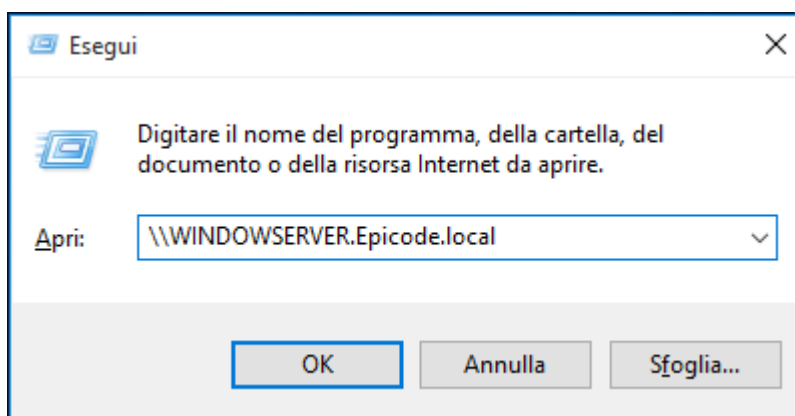 Esegui
Digitare il nome del programma, della cartella, del
documento o della risorsa Internet da aprire.
Apri: \\WINDOWSERVER.Epicode.local
OK Annulla Sfoglia...